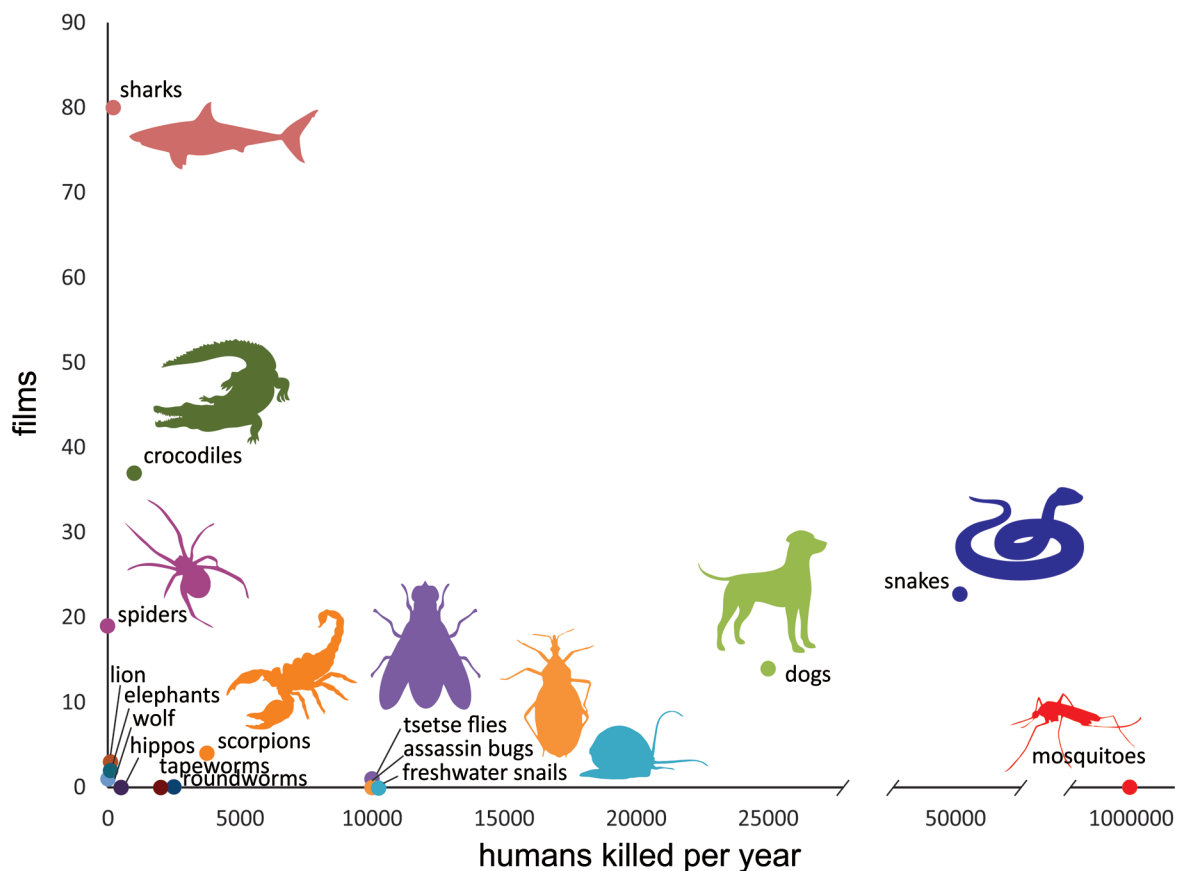 90
sharks
80
70
60
50
40
crocodiles
films
30
snakes
20
spiders
dogs
lion
elephants
10
wolf
tsetse flies
hippos
scorpions
assassin bugs
mosquitoes
tapeworms
freshwater snails
roundworms
0
0
5000
10000
15000
20000
25000
50000
1000000
humans killed per year